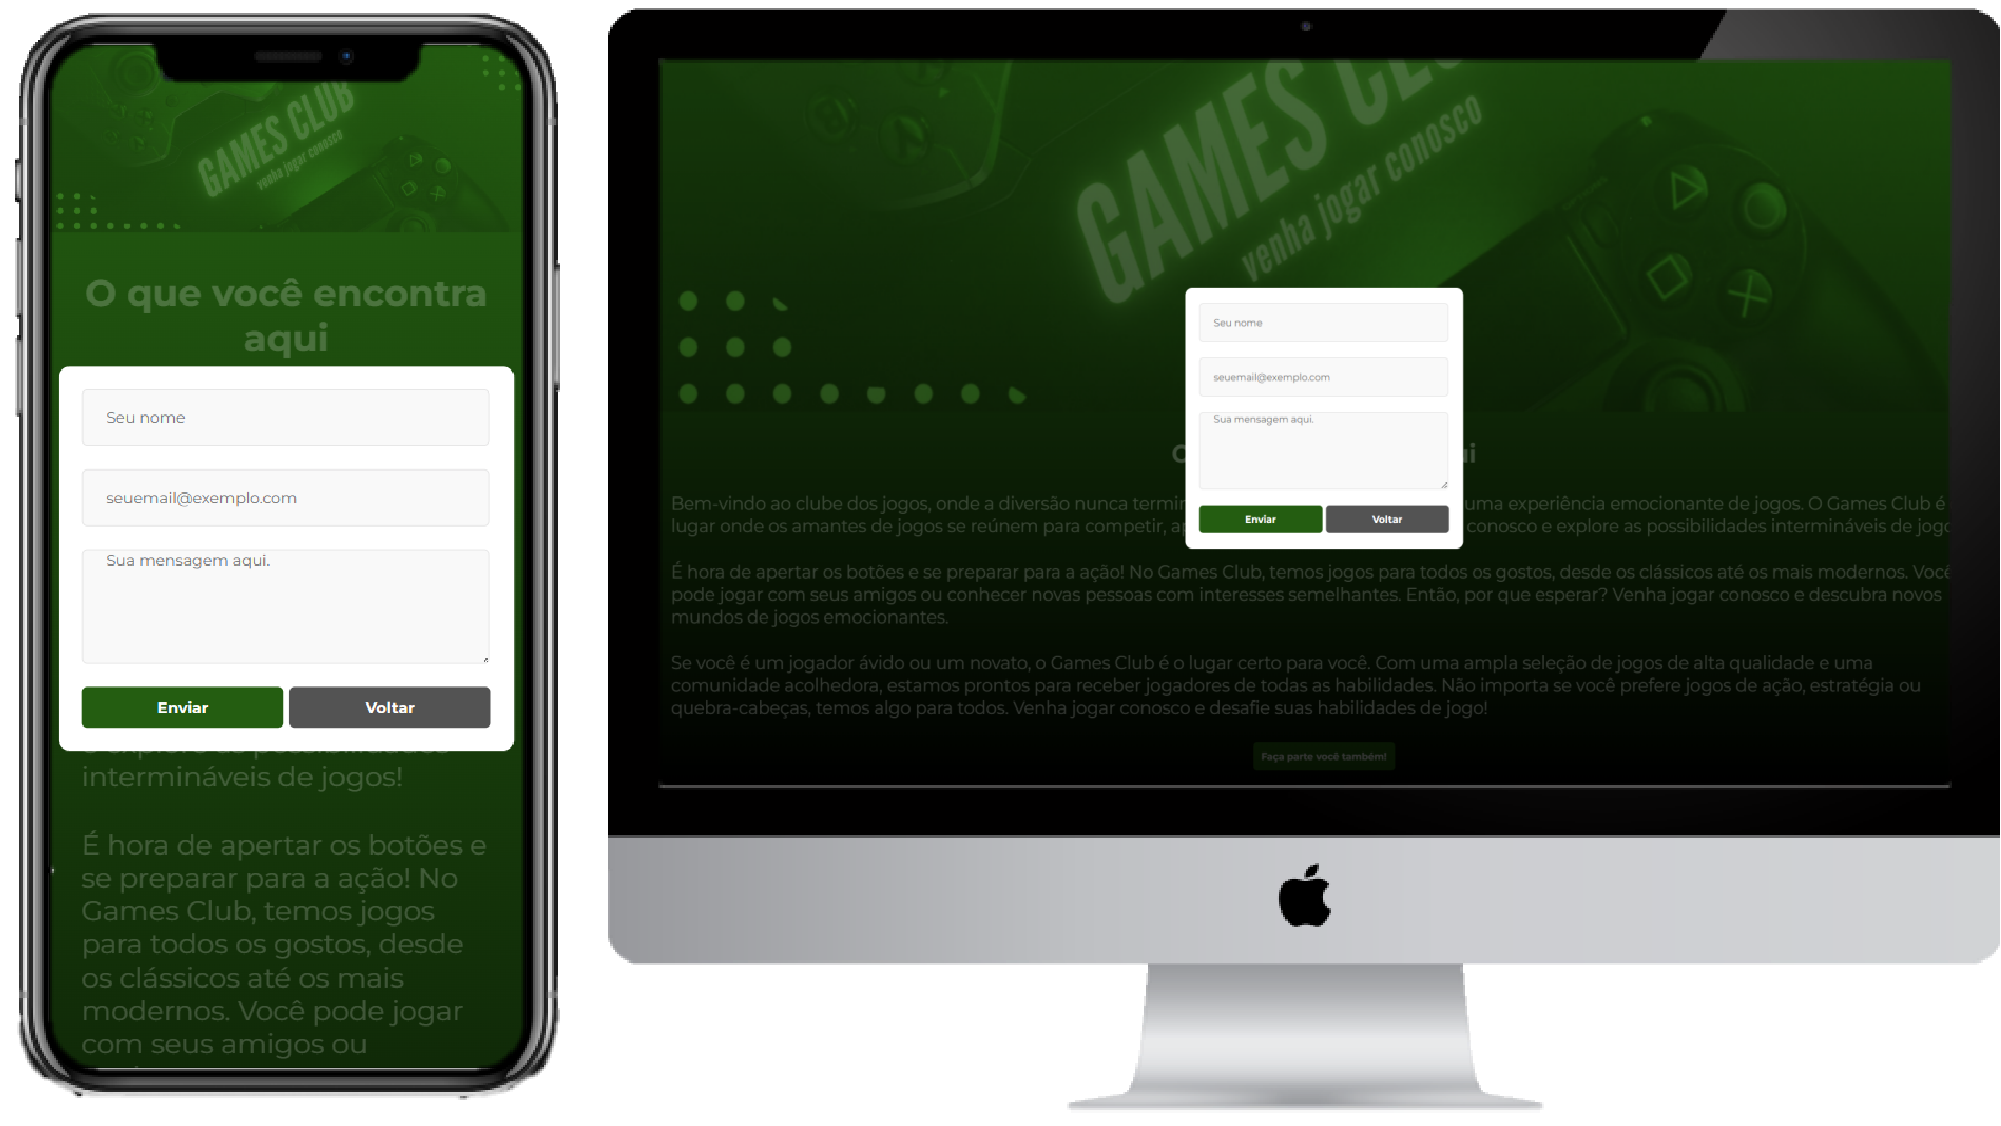 GAMES CLUB
venha jogar conosco
O que você encontra
aqui
Seu nome
seuemail@exemplo.com
Sua mensagem aqui.
Enviar Voltar
intermináveis de jogos!
É hora de apertar os botões e
se preparar para a ação! No
Games Club, temos jogos
para todos os gostos, desde
os clássicos até os mais
modernos. Você pode jogar
com seus amigos ou
GAMES
venha jogar conosco
Seu nome
seuemail@exemplo.com
Sua mensagem aqui.
Enviar Voltar
Bem-vindo ao clube dos jogos, onde a diversão nunca uma experiência emocionante de jogos. O Games Club é
lugar onde os amantes de jogos se reúnem para competir, conosco e explore as possibilidades intermináveis de
É hora de apertar os botões e se preparar para a ação! No Games Club, temos jogos para todos os gostos, desde os clássicos até os mais modernos. Você
pode jogar com seus amigos ou conhecer novas pessoas com interesses semelhantes. Então, por que esperar? Venha jogar conosco e descubra novos
mundos de jogos emocionantes.
Se você é um jogador ávido ou um novato, o Games Club é o lugar certo para você. Com uma ampla seleção de jogos de alta qualidade e uma
comunidade acolhedora, estamos prontos para receber jogadores de todas as habilidades. Não importa se você prefere jogos de ação, estratégia ou
quebra-cabeças, temos algo para todos. Venha jogar conosco e desafie suas habilidades de jogo!
Faça parte você também!